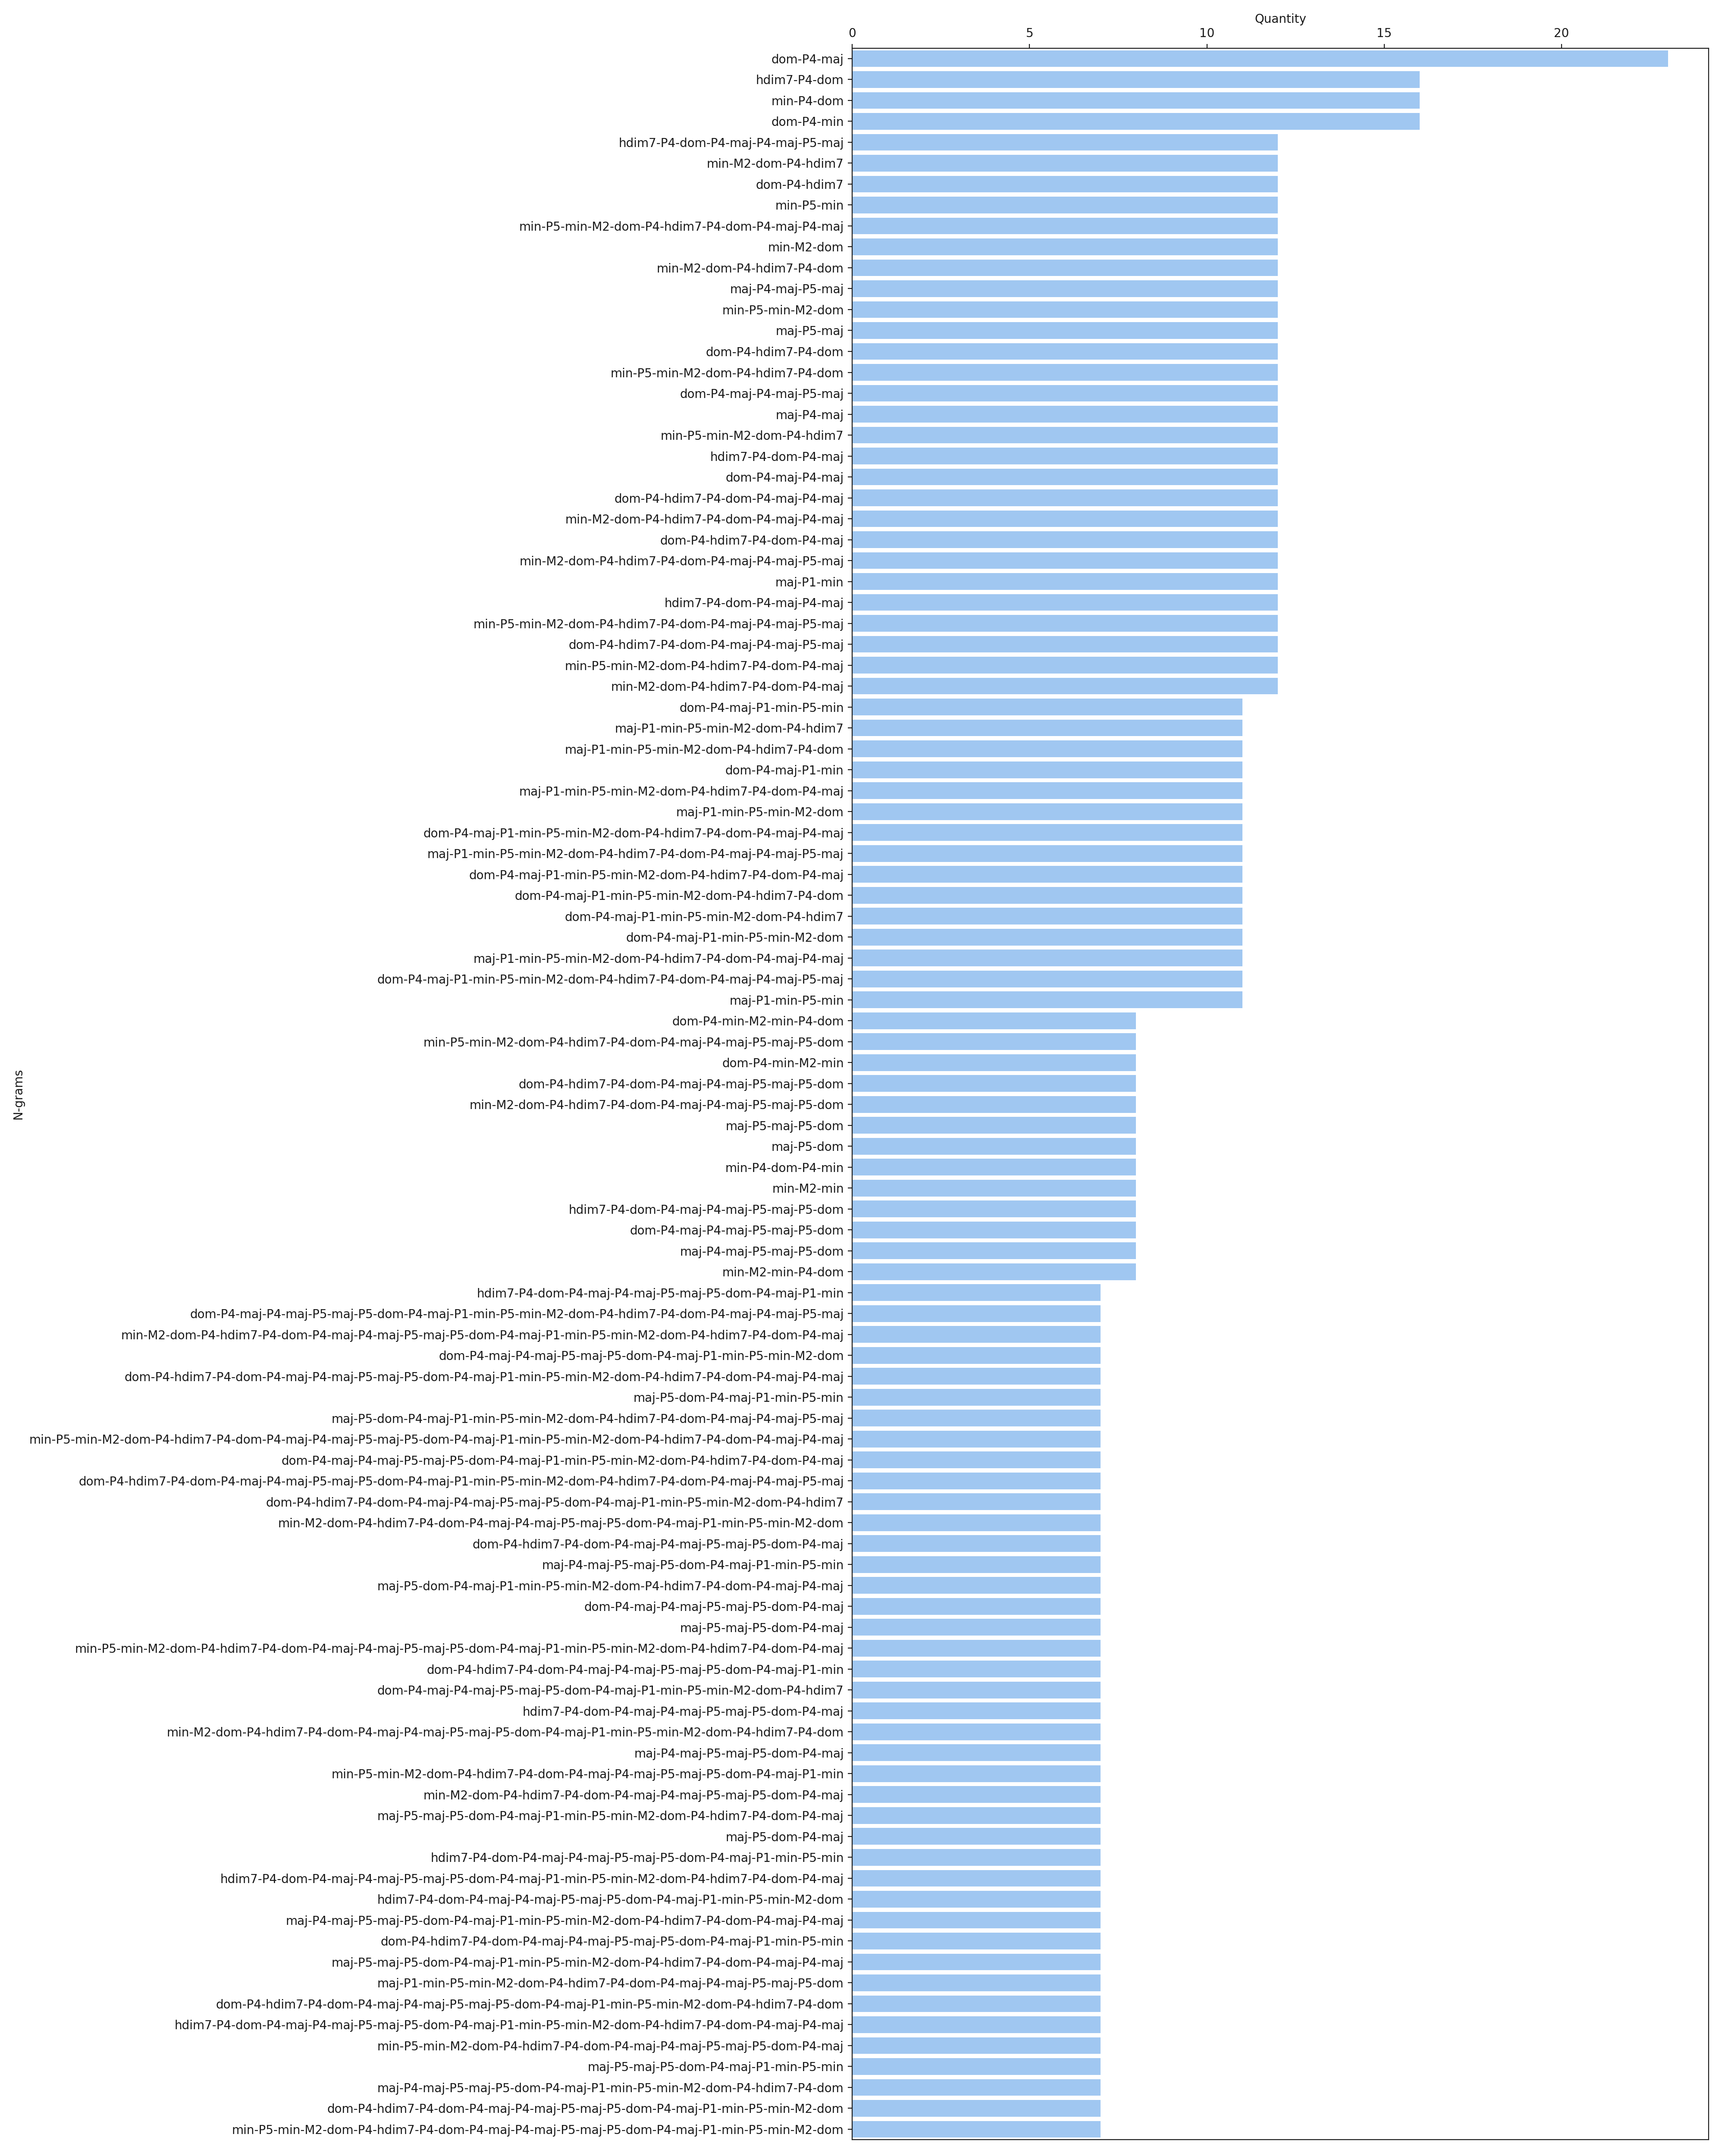 Quantity
0 5 10 15 20
dom-P4-maj
hdim7-P4-dom
min-P4-dom
dom-P4-min
hdim7-P4-dom-P4-maj-P4-maj-P5-maj
min-M2-dom-P4-hdim7
dom-P4-hdim7
min-P5-min
min-P5-min-M2-dom-P4-hdim7-P4-dom-P4-maj-P4-maj
min-M2-dom
min-M2-dom-P4-hdim7-P4-dom
maj-P4-maj-P5-maj
min-P5-min-M2-dom
maj-P5-maj
dom-P4-hdim7-P4-dom
min-P5-min-M2-dom-P4-hdim7-P4-dom
dom-P4-maj-P4-maj-P5-maj
maj-P4-maj
min-P5-min-M2-dom-P4-hdim7
hdim7-P4-dom-P4-maj
dom-P4-maj-P4-maj
dom-P4-hdim7-P4-dom-P4-maj-P4-maj
min-M2-dom-P4-hdim7-P4-dom-P4-maj-P4-maj
dom-P4-hdim7-P4-dom-P4-maj
min-M2-dom-P4-hdim7-P4-dom-P4-maj-P4-maj-P5-maj
maj-P1-min
hdim7-P4-dom-P4-maj-P4-maj
min-P5-min-M2-dom-P4-hdim7-P4-dom-P4-maj-P4-maj-P5-maj
dom-P4-hdim7-P4-dom-P4-maj-P4-maj-P5-maj
min-P5-min-M2-dom-P4-hdim7-P4-dom-P4-maj
min-M2-dom-P4-hdim7-P4-dom-P4-maj
dom-P4-maj-P1-min-P5-min
maj-P1-min-P5-min-M2-dom-P4-hdim7
maj-P1-min-P5-min-M2-dom-P4-hdim7-P4-dom
dom-P4-maj-P1-min
maj-P1-min-P5-min-M2-dom-P4-hdim7-P4-dom-P4-maj
maj-P1-min-P5-min-M2-dom
dom-P4-maj-P1-min-P5-min-M2-dom-P4-hdim7-P4-dom-P4-maj-P4-maj
maj-P1-min-P5-min-M2-dom-P4-hdim7-P4-dom-P4-maj-P4-maj-P5-maj
dom-P4-maj-P1-min-P5-min-M2-dom-P4-hdim7-P4-dom-P4-maj
dom-P4-maj-P1-min-P5-min-M2-dom-P4-hdim7-P4-dom
dom-P4-maj-P1-min-P5-min-M2-dom-P4-hdim7
dom-P4-maj-P1-min-P5-min-M2-dom
maj-P1-min-P5-min-M2-dom-P4-hdim7-P4-dom-P4-maj-P4-maj
dom-P4-maj-P1-min-P5-min-M2-dom-P4-hdim7-P4-dom-P4-maj-P4-maj-P5-maj
maj-P1-min-P5-min
dom-P4-min-M2-min-P4-dom
min-P5-min-M2-dom-P4-hdim7-P4-dom-P4-maj-P4-maj-P5-maj-P5-dom
dom-P4-min-M2-min
dom-P4-hdim7-P4-dom-P4-maj-P4-maj-P5-maj-P5-dom
min-M2-dom-P4-hdim7-P4-dom-P4-maj-P4-maj-P5-maj-P5-dom
maj-P5-maj-P5-dom
maj-P5-dom
min-P4-dom-P4-min
min-M2-min
hdim7-P4-dom-P4-maj-P4-maj-P5-maj-P5-dom
dom-P4-maj-P4-maj-P5-maj-P5-dom
maj-P4-maj-P5-maj-P5-dom
min-M2-min-P4-dom
hdim7-P4-dom-P4-maj-P4-maj-P5-maj-P5-dom-P4-maj-P1-min
dom-P4-maj-P4-maj-P5-maj-P5-dom-P4-maj-P1-min-P5-min-M2-dom-P4-hdim7-P4-dom-P4-maj-P4-maj-P5-maj
min-M2-dom-P4-hdim7-P4-dom-P4-maj-P4-maj-P5-maj-P5-dom-P4-maj-P1-min-P5-min-M2-dom-P4-hdim7-P4-dom-P4-maj
dom-P4-maj-P4-maj-P5-maj-P5-dom-P4-maj-P1-min-P5-min-M2-dom
dom-P4-hdim7-P4-dom-P4-maj-P4-maj-P5-maj-P5-dom-P4-maj-P1-min-P5-min-M2-dom-P4-hdim7-P4-dom-P4-maj-P4-maj
maj-P5-dom-P4-maj-P1-min-P5-min
maj-P5-dom-P4-maj-P1-min-P5-min-M2-dom-P4-hdim7-P4-dom-P4-maj-P4-maj-P5-maj
min-P5-min-M2-dom-P4-hdim7-P4-dom-P4-maj-P4-maj-P5-maj-P5-dom-P4-maj-P1-min-P5-min-M2-dom-P4-hdim7-P4-dom-P4-maj-P4-maj
dom-P4-maj-P4-maj-P5-maj-P5-dom-P4-maj-P1-min-P5-min-M2-dom-P4-hdim7-P4-dom-P4-maj
dom-P4-hdim7-P4-dom-P4-maj-P4-maj-P5-maj-P5-dom-P4-maj-P1-min-P5-min-M2-dom-P4-hdim7-P4-dom-P4-maj-P4-maj-P5-maj
dom-P4-hdim7-P4-dom-P4-maj-P4-maj-P5-maj-P5-dom-P4-maj-P1-min-P5-min-M2-dom-P4-hdim7
min-M2-dom-P4-hdim7-P4-dom-P4-maj-P4-maj-P5-maj-P5-dom-P4-maj-P1-min-P5-min-M2-dom
dom-P4-hdim7-P4-dom-P4-maj-P4-maj-P5-maj-P5-dom-P4-maj
maj-P4-maj-P5-maj-P5-dom-P4-maj-P1-min-P5-min
maj-P5-dom-P4-maj-P1-min-P5-min-M2-dom-P4-hdim7-P4-dom-P4-maj-P4-maj
dom-P4-maj-P4-maj-P5-maj-P5-dom-P4-maj
maj-P5-maj-P5-dom-P4-maj
min-P5-min-M2-dom-P4-hdim7-P4-dom-P4-maj-P4-maj-P5-maj-P5-dom-P4-maj-P1-min-P5-min-M2-dom-P4-hdim7-P4-dom-P4-maj
dom-P4-hdim7-P4-dom-P4-maj-P4-maj-P5-maj-P5-dom-P4-maj-P1-min
dom-P4-maj-P4-maj-P5-maj-P5-dom-P4-maj-P1-min-P5-min-M2-dom-P4-hdim7
hdim7-P4-dom-P4-maj-P4-maj-P5-maj-P5-dom-P4-maj
min-M2-dom-P4-hdim7-P4-dom-P4-maj-P4-maj-P5-maj-P5-dom-P4-maj-P1-min-P5-min-M2-dom-P4-hdim7-P4-dom
maj-P4-maj-P5-maj-P5-dom-P4-maj
min-P5-min-M2-dom-P4-hdim7-P4-dom-P4-maj-P4-maj-P5-maj-P5-dom-P4-maj-P1-min
min-M2-dom-P4-hdim7-P4-dom-P4-maj-P4-maj-P5-maj-P5-dom-P4-maj
maj-P5-maj-P5-dom-P4-maj-P1-min-P5-min-M2-dom-P4-hdim7-P4-dom-P4-maj
maj-P5-dom-P4-maj
hdim7-P4-dom-P4-maj-P4-maj-P5-maj-P5-dom-P4-maj-P1-min-P5-min
hdim7-P4-dom-P4-maj-P4-maj-P5-maj-P5-dom-P4-maj-P1-min-P5-min-M2-dom-P4-hdim7-P4-dom-P4-maj
hdim7-P4-dom-P4-maj-P4-maj-P5-maj-P5-dom-P4-maj-P1-min-P5-min-M2-dom
maj-P4-maj-P5-maj-P5-dom-P4-maj-P1-min-P5-min-M2-dom-P4-hdim7-P4-dom-P4-maj-P4-maj
dom-P4-hdim7-P4-dom-P4-maj-P4-maj-P5-maj-P5-dom-P4-maj-P1-min-P5-min
maj-P5-maj-P5-dom-P4-maj-P1-min-P5-min-M2-dom-P4-hdim7-P4-dom-P4-maj-P4-maj
maj-P1-min-P5-min-M2-dom-P4-hdim7-P4-dom-P4-maj-P4-maj-P5-maj-P5-dom
dom-P4-hdim7-P4-dom-P4-maj-P4-maj-P5-maj-P5-dom-P4-maj-P1-min-P5-min-M2-dom-P4-hdim7-P4-dom
hdim7-P4-dom-P4-maj-P4-maj-P5-maj-P5-dom-P4-maj-P1-min-P5-min-M2-dom-P4-hdim7-P4-dom-P4-maj-P4-maj
min-P5-min-M2-dom-P4-hdim7-P4-dom-P4-maj-P4-maj-P5-maj-P5-dom-P4-maj
maj-P5-maj-P5-dom-P4-maj-P1-min-P5-min
maj-P4-maj-P5-maj-P5-dom-P4-maj-P1-min-P5-min-M2-dom-P4-hdim7-P4-dom
dom-P4-hdim7-P4-dom-P4-maj-P4-maj-P5-maj-P5-dom-P4-maj-P1-min-P5-min-M2-dom
min-P5-min-M2-dom-P4-hdim7-P4-dom-P4-maj-P4-maj-P5-maj-P5-dom-P4-maj-P1-min-P5-min-M2-dom
N-grams